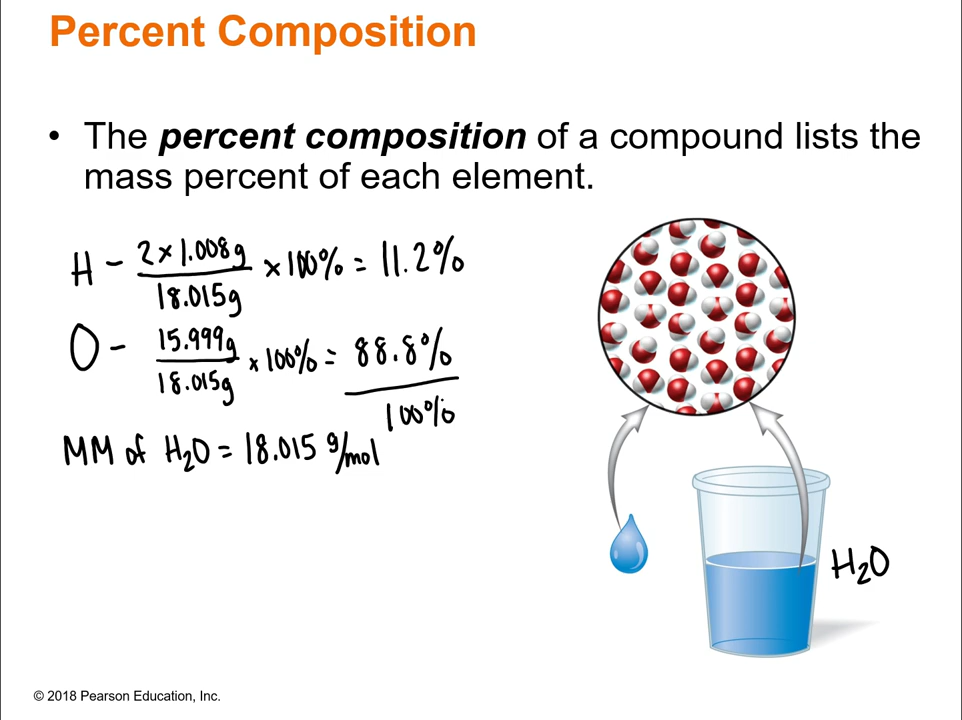 Percent Composition
• The percent composition of a compound lists the
mass percent of each element.
H - 2 x 1.008g / 18.015g x 100% = 11.2%
O - 15.999g / 18.015g x 100% = 88.8%
100%
MM of H₂O = 18.015 g/mol
H₂O
© 2018 Pearson Education, Inc.